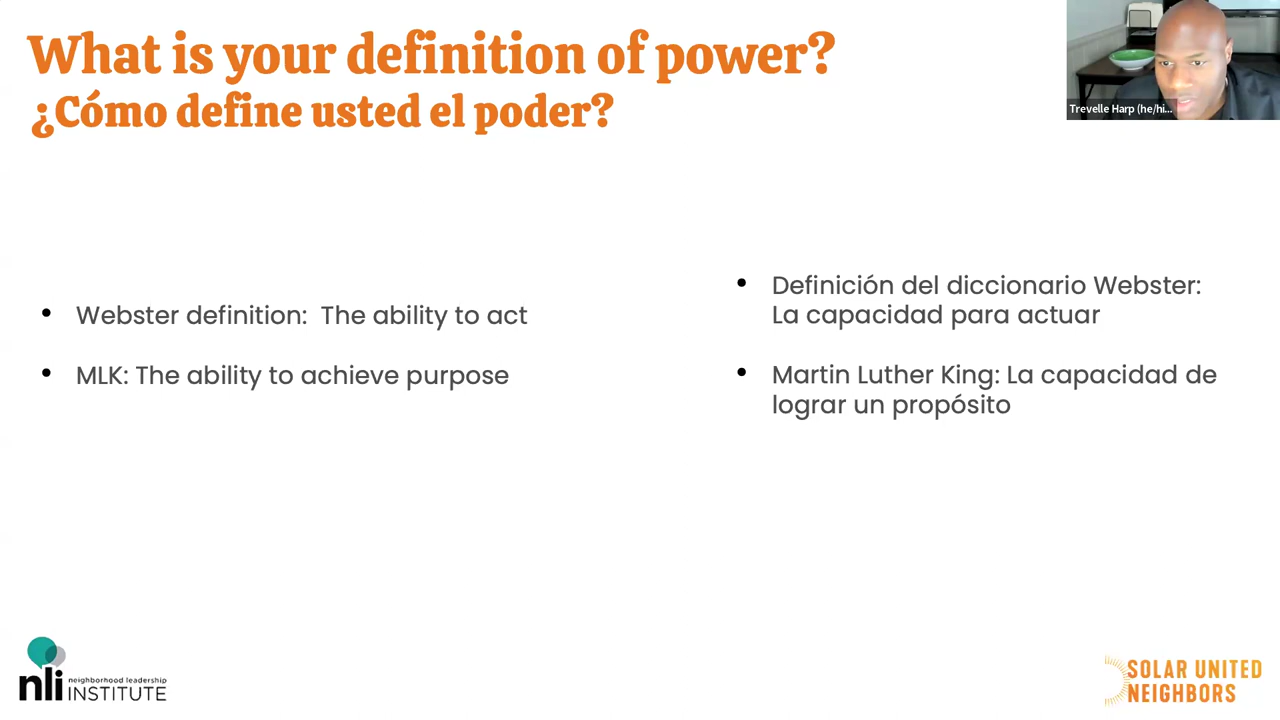 What is your definition of power?
¿Cómo define usted el poder?
Trevelle Harp (he/hi...
• Webster definition:  The ability to act
• MLK: The ability to achieve purpose
• Definición del diccionario Webster:
La capacidad para actuar
• Martin Luther King: La capacidad de
lograr un propósito
nli neighborhood leadership
INSTITUTE
SOLAR UNITED
NEIGHBORS